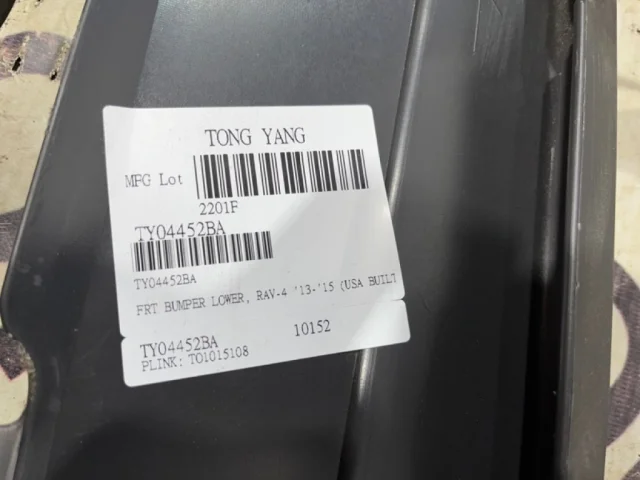 TONG YANG
MFG Lot
2201F
TY04452BA
TY04452BA
FRT BUMPER LOWER, RAV-4 '13-'15 (USA BUILT
TY04452BA 10152
PLINK: TO1015108